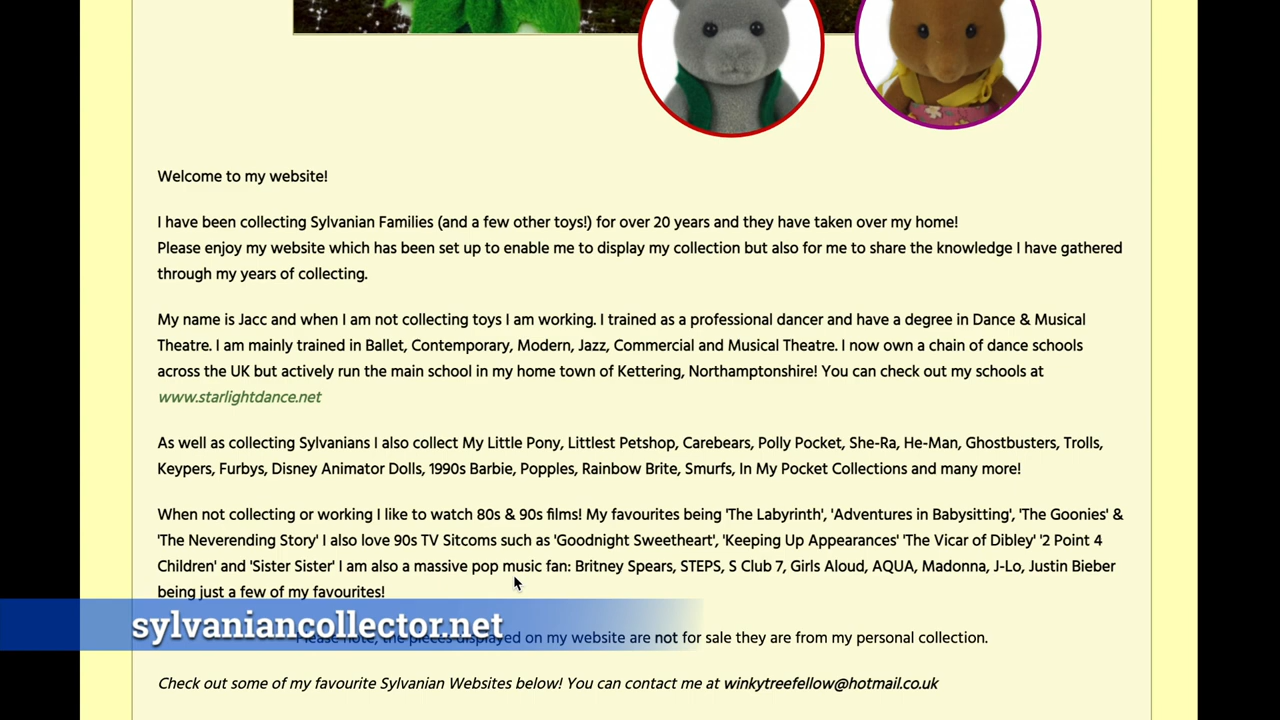 Welcome to my website!
I have been collecting Sylvanian Families (and a few other toys!) for over 20 years and they have taken over my home!
Please enjoy my website which has been set up to enable me to display my collection but also for me to share the knowledge I have gathered
through my years of collecting.
My name is Jacc and when I am not collecting toys I am working. I trained as a professional dancer and have a degree in Dance & Musical
Theatre. I am mainly trained in Ballet, Contemporary, Modern, Jazz, Commercial and Musical Theatre. I now own a chain of dance schools
across the UK but actively run the main school in my home town of Kettering, Northamptonshire! You can check out my schools at
www.starlightdance.net
As well as collecting Sylvanians I also collect My Little Pony, Littlest Petshop, Carebears, Polly Pocket, She-Ra, He-Man, Ghostbusters, Trolls,
Keypers, Furbys, Disney Animator Dolls, 1990s Barbie, Popples, Rainbow Brite, Smurfs, In My Pocket Collections and many more!
When not collecting or working I like to watch 80s & 90s films! My favourites being 'The Labyrinth', 'Adventures in Babysitting', 'The Goonies' &
'The Neverending Story' I also love 90s TV Sitcoms such as 'Goodnight Sweetheart', 'Keeping Up Appearances' 'The Vicar of Dibley' '2 Point 4
Children' and 'Sister Sister' I am also a massive pop music fan: Britney Spears, STEPS, S Club 7, Girls Aloud, AQUA, Madonna, J-Lo, Justin Bieber
being just a few of my favourites!
sylvaniancollector.net
Please note, the pieces displayed on my website are not for sale they are from my personal collection.
Check out some of my favourite Sylvanian Websites below! You can contact me at winkytreefellow@hotmail.co.uk